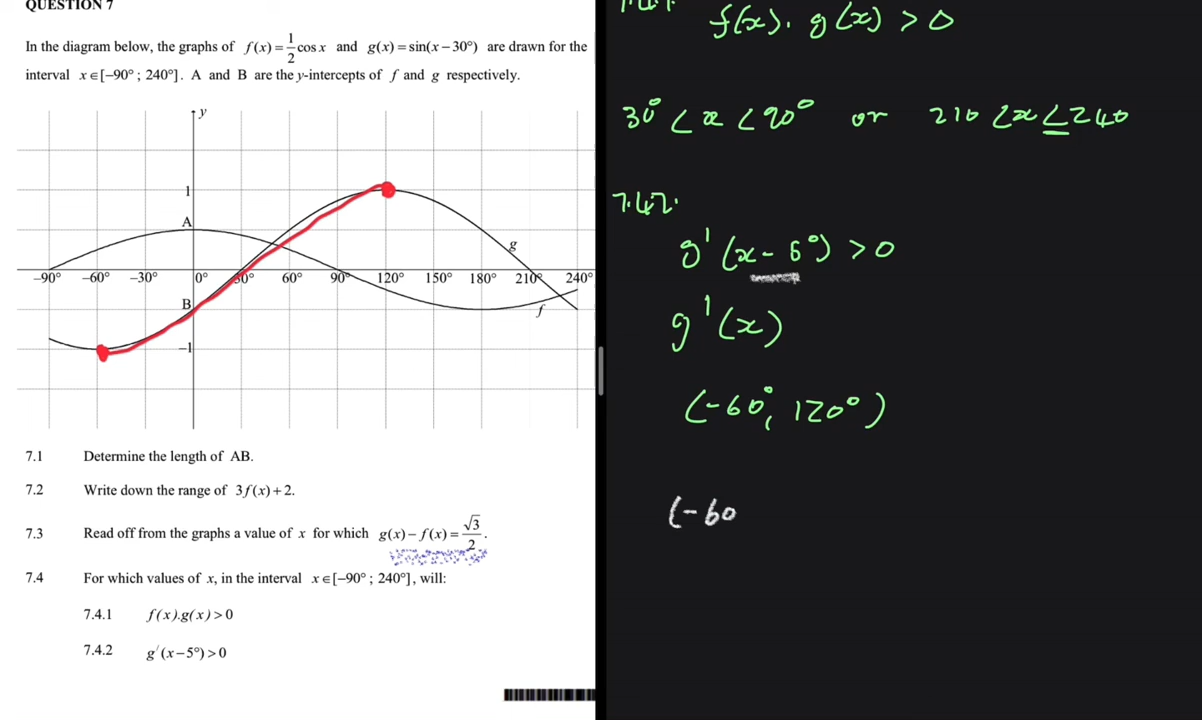 QUESTION 7
In the diagram below, the graphs of f(x) = 1/2 cos x and g(x) = sin(x − 30°) are drawn for the
interval x ∈ [−90° ; 240°]. A and B are the y-intercepts of f and g respectively.
y
1
A
g
−90° −60° −30° 0° 30° 60° 90° 120° 150° 180° 210° 240°
B
f
−1
7.1 Determine the length of AB.
7.2 Write down the range of 3f(x) + 2.
7.3 Read off from the graphs a value of x for which g(x) − f(x) = √3/2.
7.4 For which values of x, in the interval x ∈ [−90° ; 240°], will:
7.4.1 f(x).g(x) > 0
7.4.2 g′(x − 5°) > 0
f(x). g(x) > 0
30° < x < 90° or 210 < x ≤ 240
7.42.
g'(x - 5°) > 0
g'(x)
(-60°, 120°)
(-60